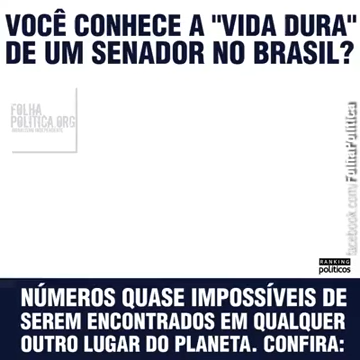 VOCÊ CONHECE A "VIDA DURA"
DE UM SENADOR NO BRASIL?
FOLHA
POLÍTICA.ORG
facebook.com/FolhaPolitica
RANKING
políticos
NÚMEROS QUASE IMPOSSÍVEIS DE
SEREM ENCONTRADOS EM QUALQUER
OUTRO LUGAR DO PLANETA. CONFIRA: